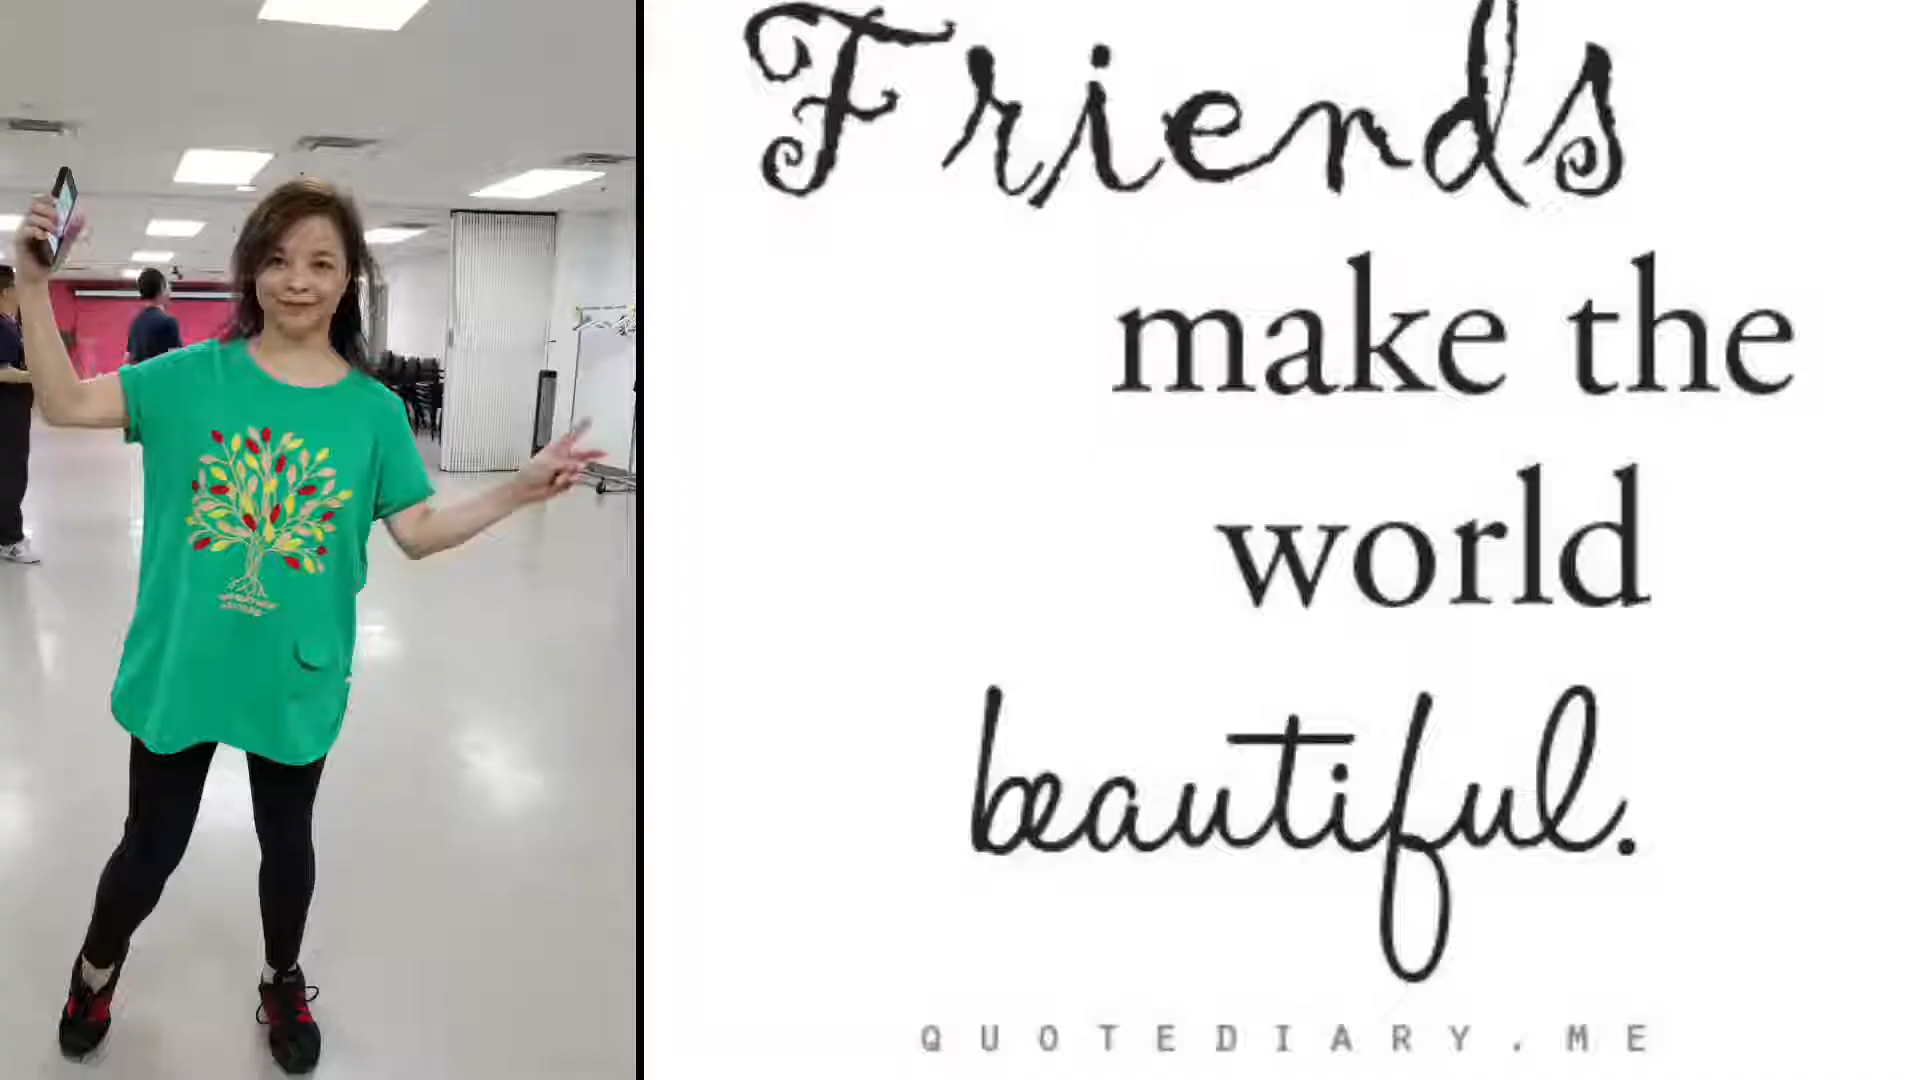 Friends
make the
world
beautiful.
QUOTEDIARY.ME